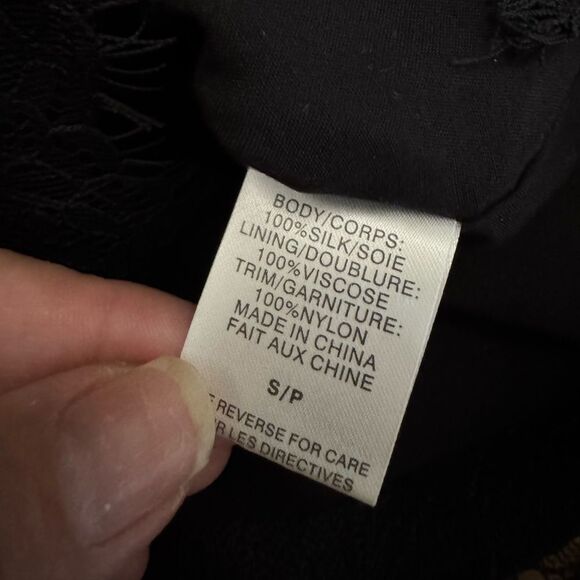 BODY/CORPS:
100%SILK/SOIE
LINING/DOUBLURE:
100%VISCOSE
TRIM/GARNITURE:
100%NYLON
MADE IN CHINA
FAIT AUX CHINE
S/P
REVERSE FOR CARE
LES DIRECTIVES